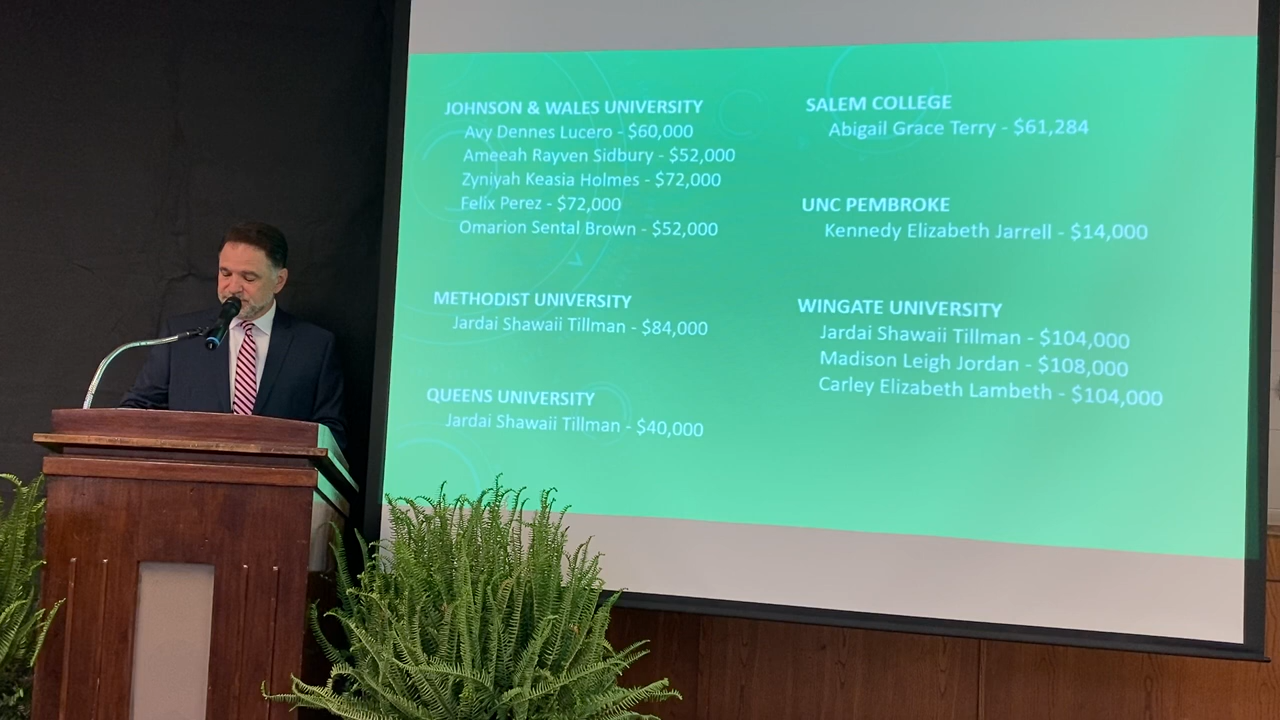 JOHNSON & WALES UNIVERSITY
Avy Dennes Lucero - $60,000
Ameeah Rayven Sidbury - $52,000
Zyniyah Keasia Holmes - $72,000
Felix Perez - $72,000
Omarion Sental Brown - $52,000
METHODIST UNIVERSITY
Jardai Shawaii Tillman - $84,000
QUEENS UNIVERSITY
Jardai Shawaii Tillman - $40,000
SALEM COLLEGE
Abigail Grace Terry - $61,284
UNC PEMBROKE
Kennedy Elizabeth Jarrell - $14,000
WINGATE UNIVERSITY
Jardai Shawaii Tillman - $104,000
Madison Leigh Jordan - $108,000
Carley Elizabeth Lambeth - $104,000